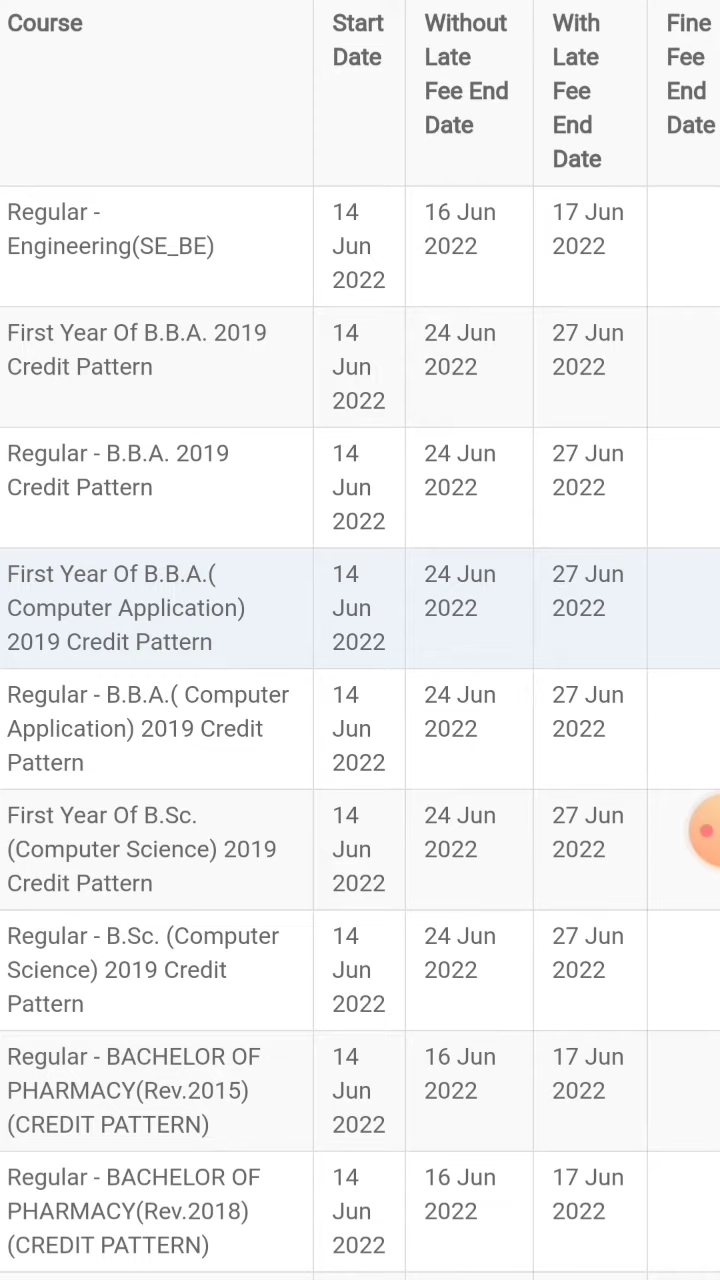 Course Start Date Without Late Fee End Date With Late Fee End Date Fine Fee End Date
Regular - Engineering(SE_BE) 14 Jun 2022 16 Jun 2022 17 Jun 2022
First Year Of B.B.A. 2019 Credit Pattern 14 Jun 2022 24 Jun 2022 27 Jun 2022
Regular - B.B.A. 2019 Credit Pattern 14 Jun 2022 24 Jun 2022 27 Jun 2022
First Year Of B.B.A.( Computer Application) 2019 Credit Pattern 14 Jun 2022 24 Jun 2022 27 Jun 2022
Regular - B.B.A.( Computer Application) 2019 Credit Pattern 14 Jun 2022 24 Jun 2022 27 Jun 2022
First Year Of B.Sc. (Computer Science) 2019 Credit Pattern 14 Jun 2022 24 Jun 2022 27 Jun 2022
Regular - B.Sc. (Computer Science) 2019 Credit Pattern 14 Jun 2022 24 Jun 2022 27 Jun 2022
Regular - BACHELOR OF PHARMACY(Rev.2015) (CREDIT PATTERN) 14 Jun 2022 16 Jun 2022 17 Jun 2022
Regular - BACHELOR OF PHARMACY(Rev.2018) (CREDIT PATTERN) 14 Jun 2022 16 Jun 2022 17 Jun 2022